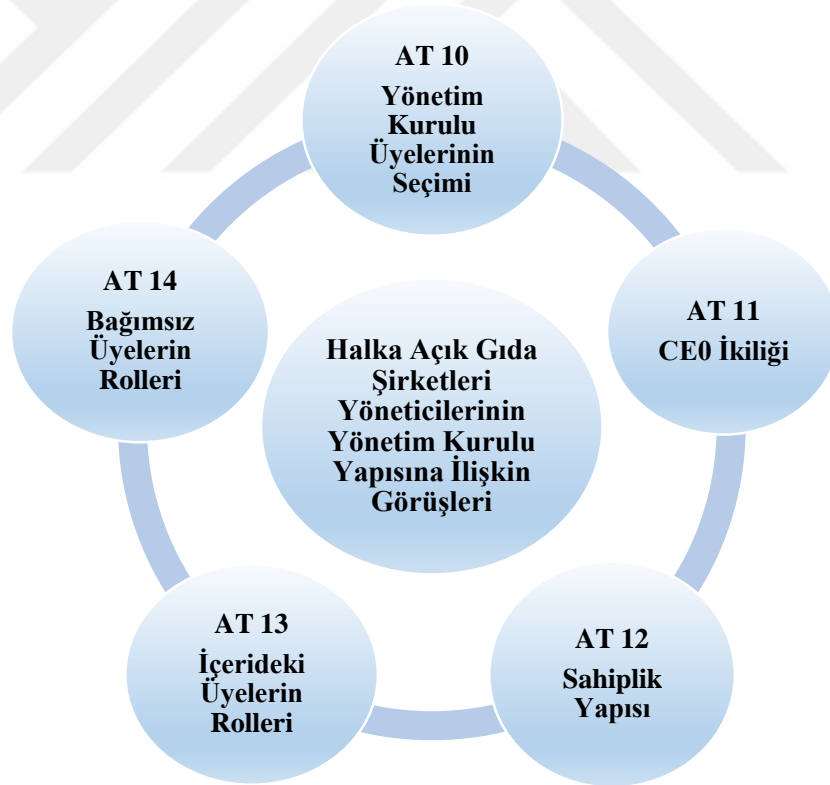 AT 10
Yönetim
Kurulu
Üyelerinin
Seçimi
AT 11
CE0 İkiliği
AT 12
Sahiplik
Yapısı
AT 13
İçerideki
Üyelerin
Rolleri
AT 14
Bağımsız
Üyelerin
Rolleri
Halka Açık Gıda
Şirketleri
Yöneticilerinin
Yönetim Kurulu
Yapısına İlişkin
Görüşleri